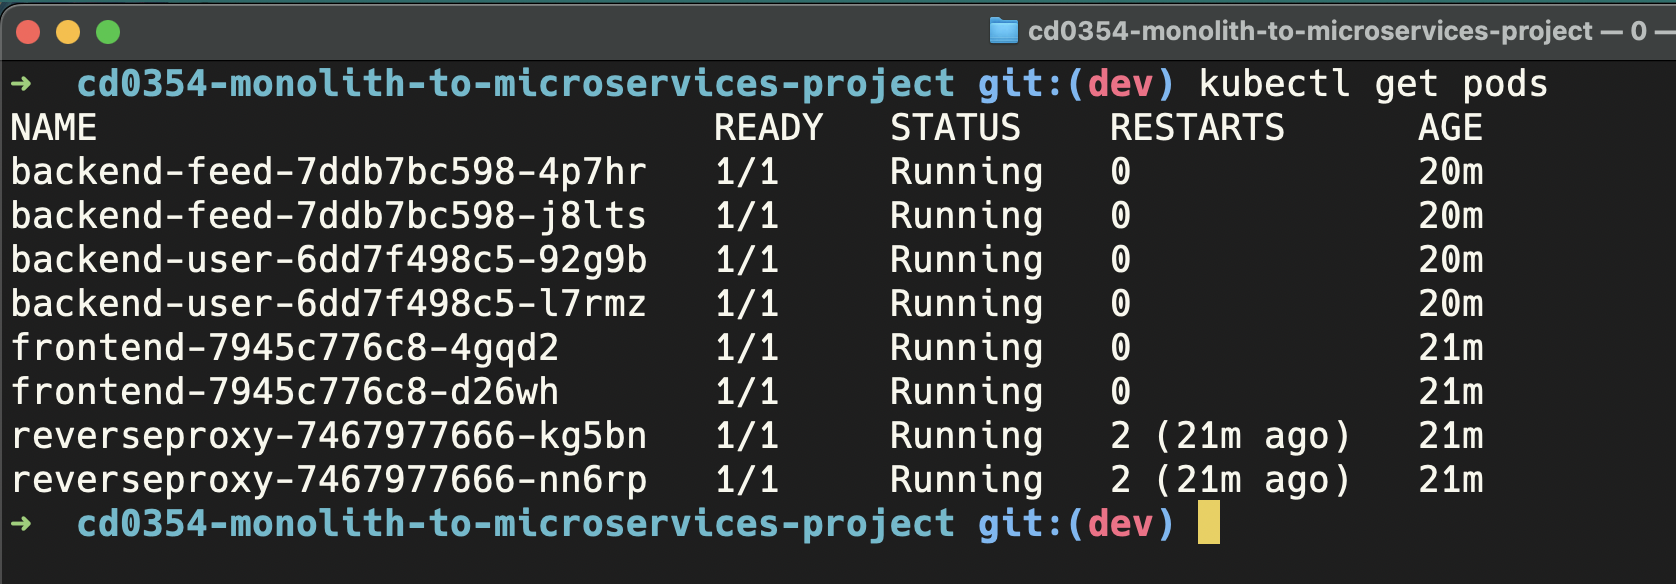 cd0354-monolith-to-microservices-project — 0 —
➜ cd0354-monolith-to-microservices-project git:(dev) kubectl get pods
NAME READY STATUS RESTARTS AGE
backend-feed-7ddb7bc598-4p7hr 1/1 Running 0 20m
backend-feed-7ddb7bc598-j8lts 1/1 Running 0 20m
backend-user-6dd7f498c5-92g9b 1/1 Running 0 20m
backend-user-6dd7f498c5-l7rmz 1/1 Running 0 20m
frontend-7945c776c8-4gqd2 1/1 Running 0 21m
frontend-7945c776c8-d26wh 1/1 Running 0 21m
reverseproxy-7467977666-kg5bn 1/1 Running 2 (21m ago) 21m
reverseproxy-7467977666-nn6rp 1/1 Running 2 (21m ago) 21m
➜ cd0354-monolith-to-microservices-project git:(dev)